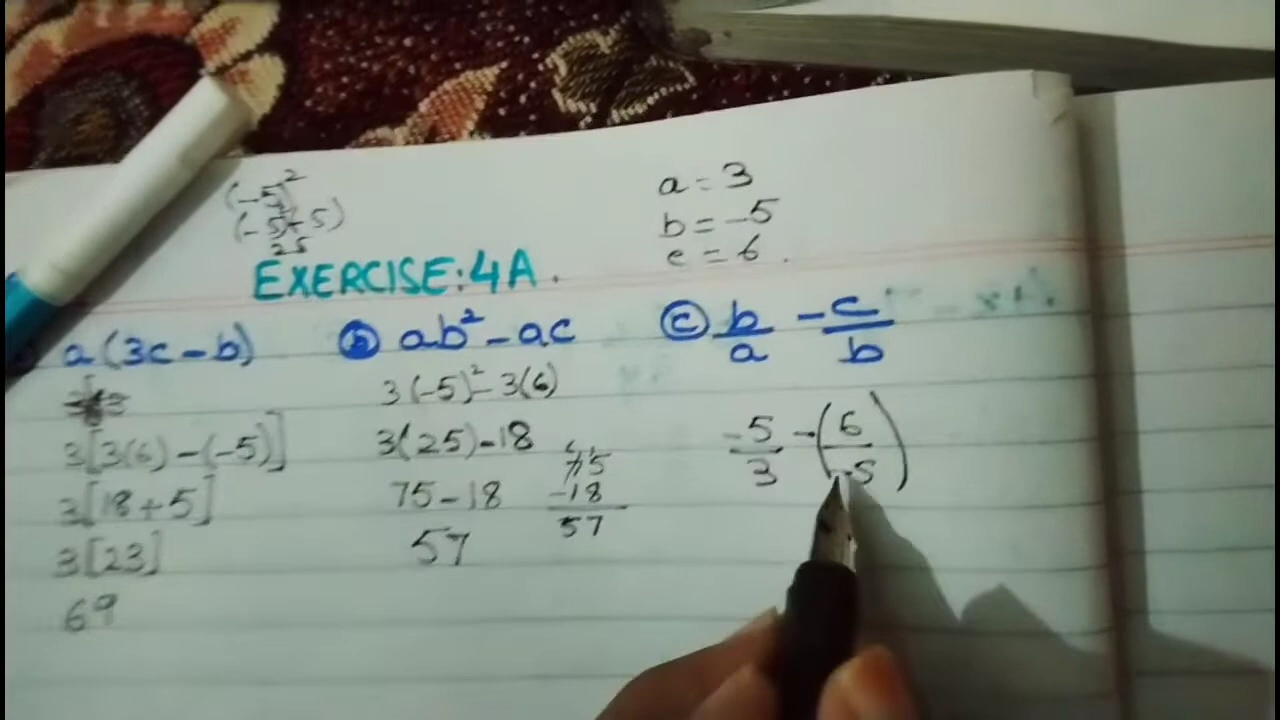 (-5)²
(-5×-5)
25
a = 3
b = -5
c = 6.
EXERCISE:4A.
a(3c-b)
3[3(6)-(-5)]
3[18+5]
3[23]
69
(b) ab²-ac
3(-5)²-3(6)
3(25)-18
75-18
57
75
-18
57
(c) b/a - c/b
-5/3 - (6/-5)